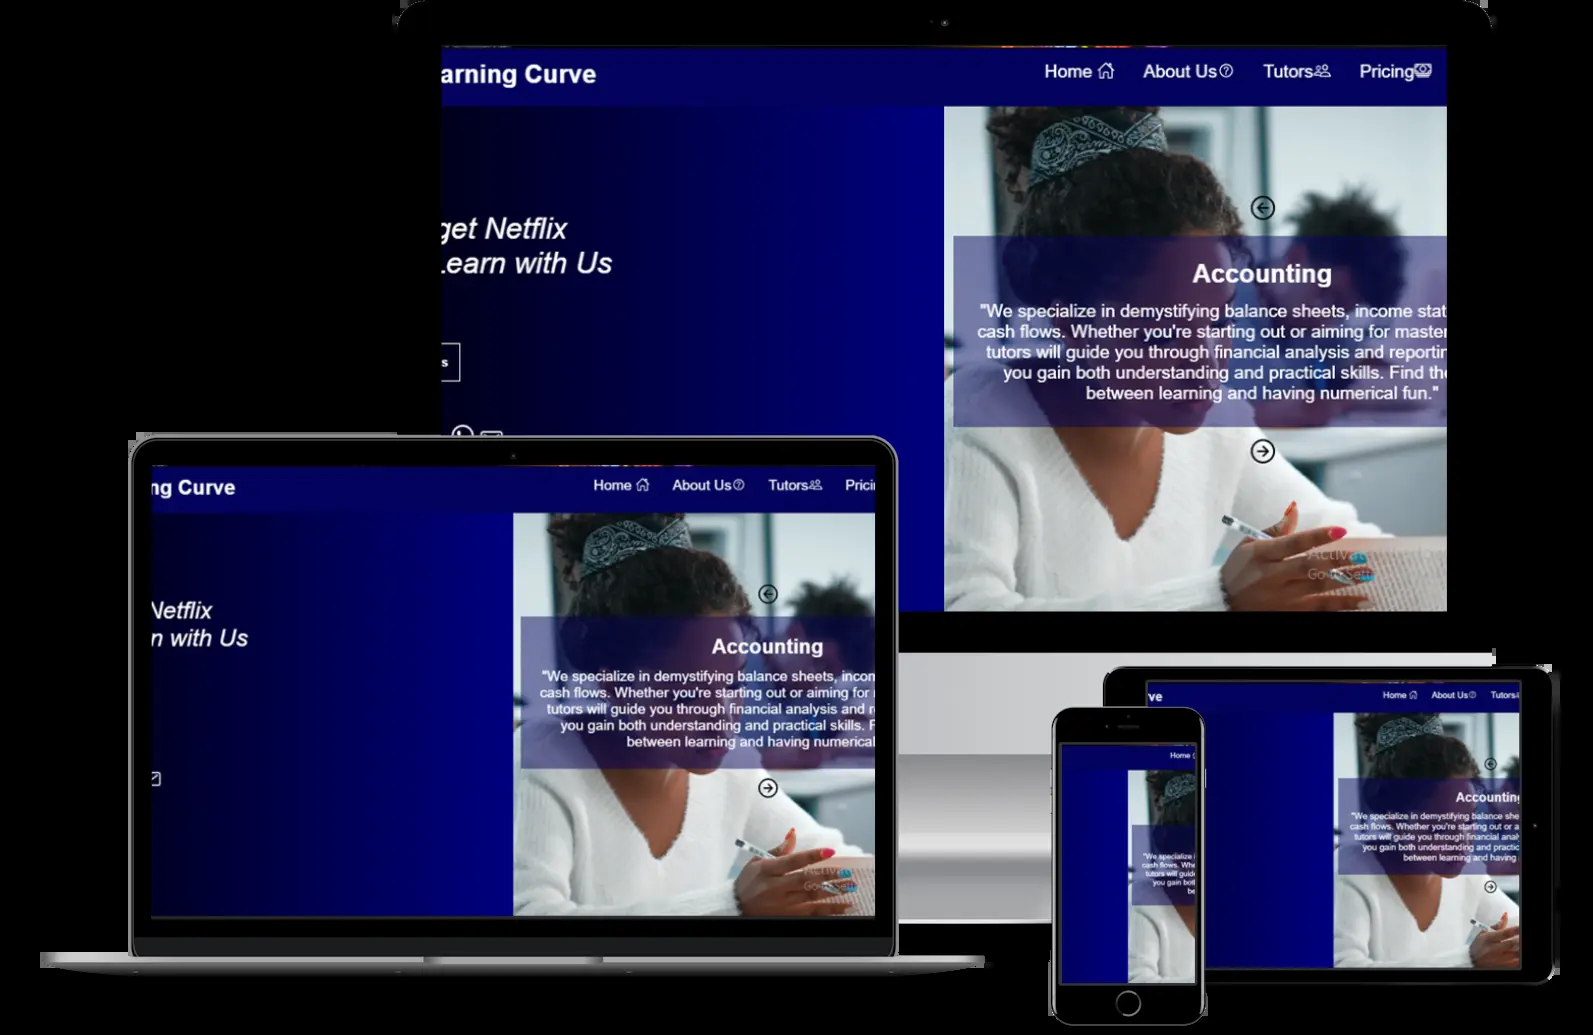 arning Curve
Home
About Us
Tutors
Pricing
get Netflix
Learn with Us
s
Accounting
"We specialize in demystifying balance sheets, income stat
cash flows. Whether you're starting out or aiming for master
tutors will guide you through financial analysis and reportin
you gain both understanding and practical skills. Find the
between learning and having numerical fun."
ng Curve
Home
About Us
Tutors
Prici
Netflix
n with Us
Accounting
"We specialize in demystifying balance sheets, incom
cash flows. Whether you're starting out or aiming for
tutors will guide you through financial analysis and r
you gain both understanding and practical skills. F
between learning and having numerical
ve
Home
About Us
Tutors
Accounting
"We specialize in demystifying balance she
cash flows. Whether you're starting out or a
tutors will guide you through financial anal
you gain both understanding and practic
between learning and having
Home
"We specialize
cash flows. Whe
tutors will guide
you gain both
be